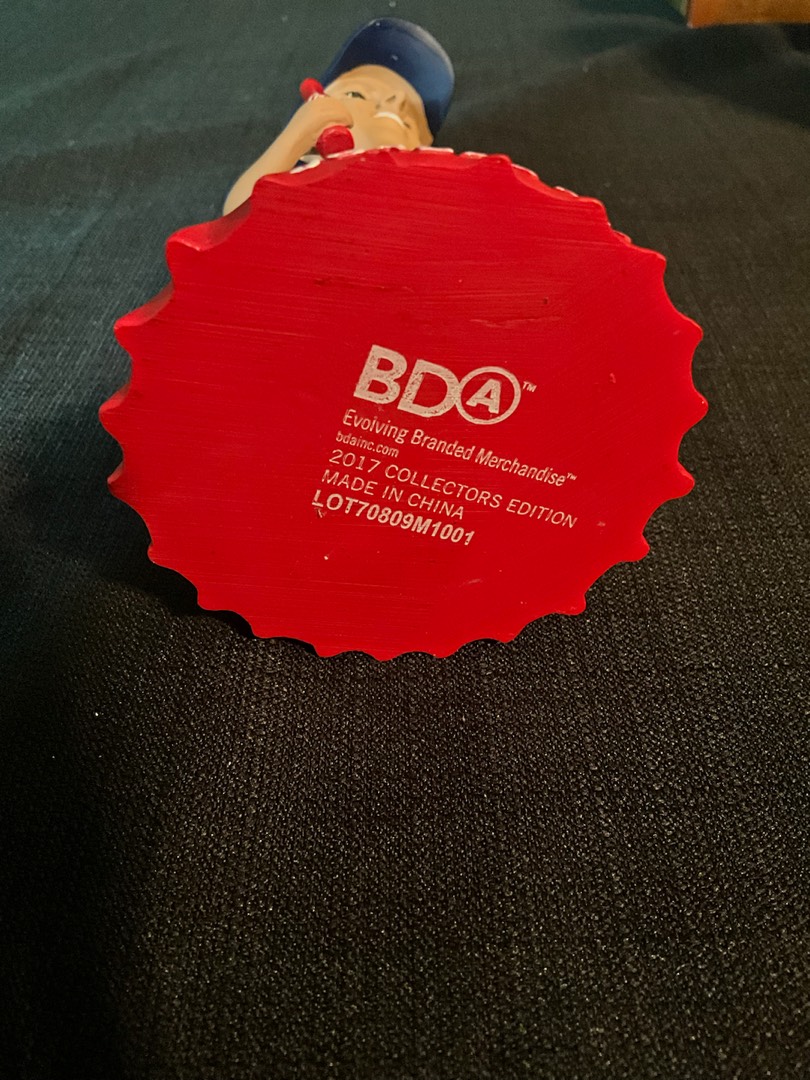 BDA™
Evolving Branded Merchandise™
bdainc.com
2017 COLLECTORS EDITION
MADE IN CHINA
LOT70809M1001